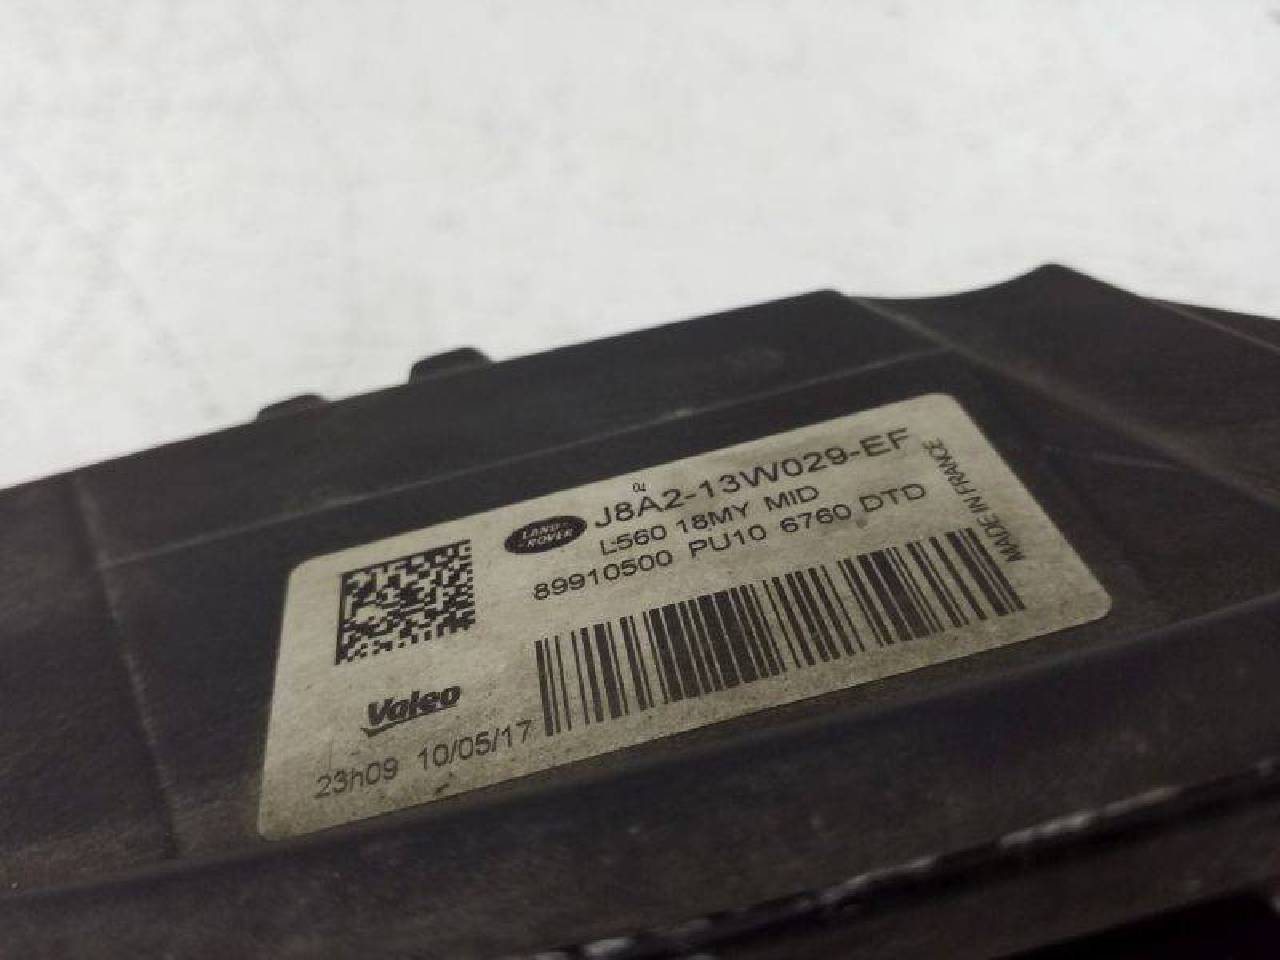 LAND
ROVER
J8A2-13W029-EF
L560 18MY MID
89910500 PU10 6760 DTD
MADE IN FRANCE
Valeo
23h09 10/05/17